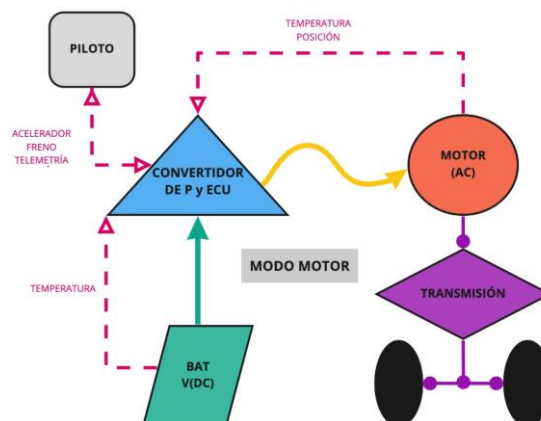 TEMPERATURA
POSICIÓN
PILOTO
ACELERADOR
FRENO
TELEMETRÍA
CONVERTIDOR
DE P y ECU
MOTOR
(AC)
MODO MOTOR
TEMPERATURA
TRANSMISIÓN
BAT
V(DC)